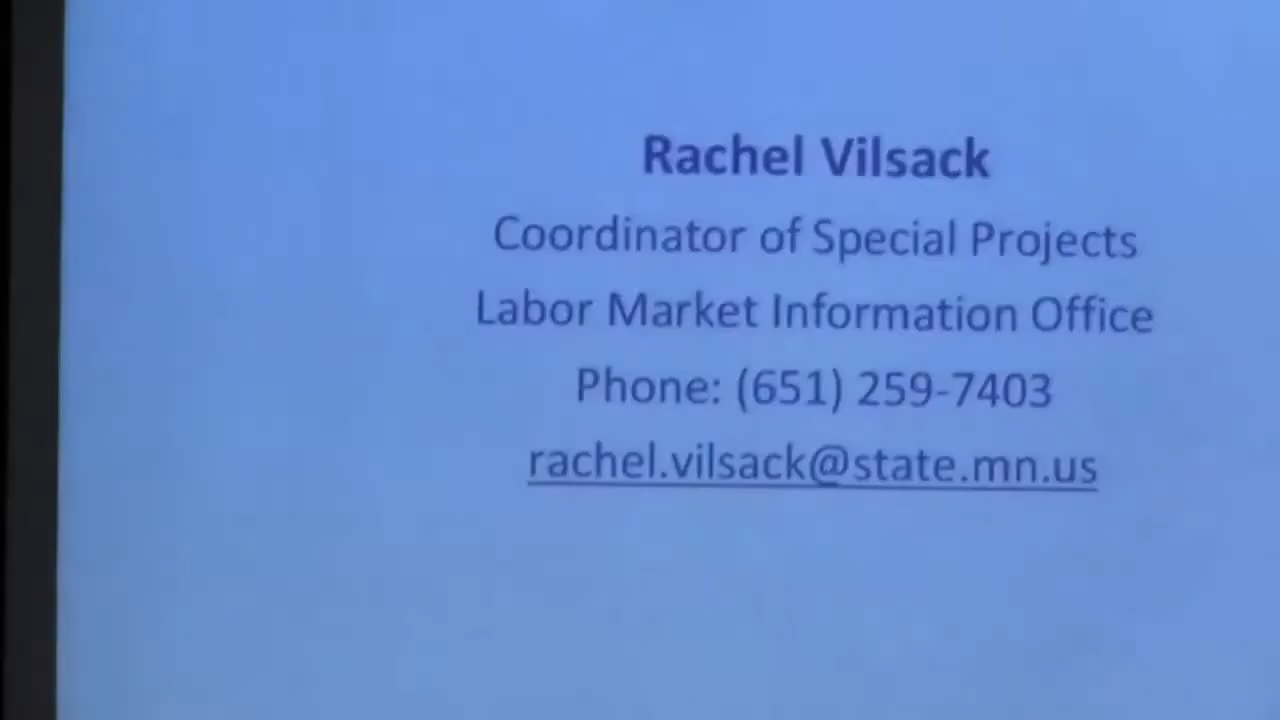 Rachel Vilsack
Coordinator of Special Projects
Labor Market Information Office
Phone: (651) 259-7403
rachel.vilsack@state.mn.us